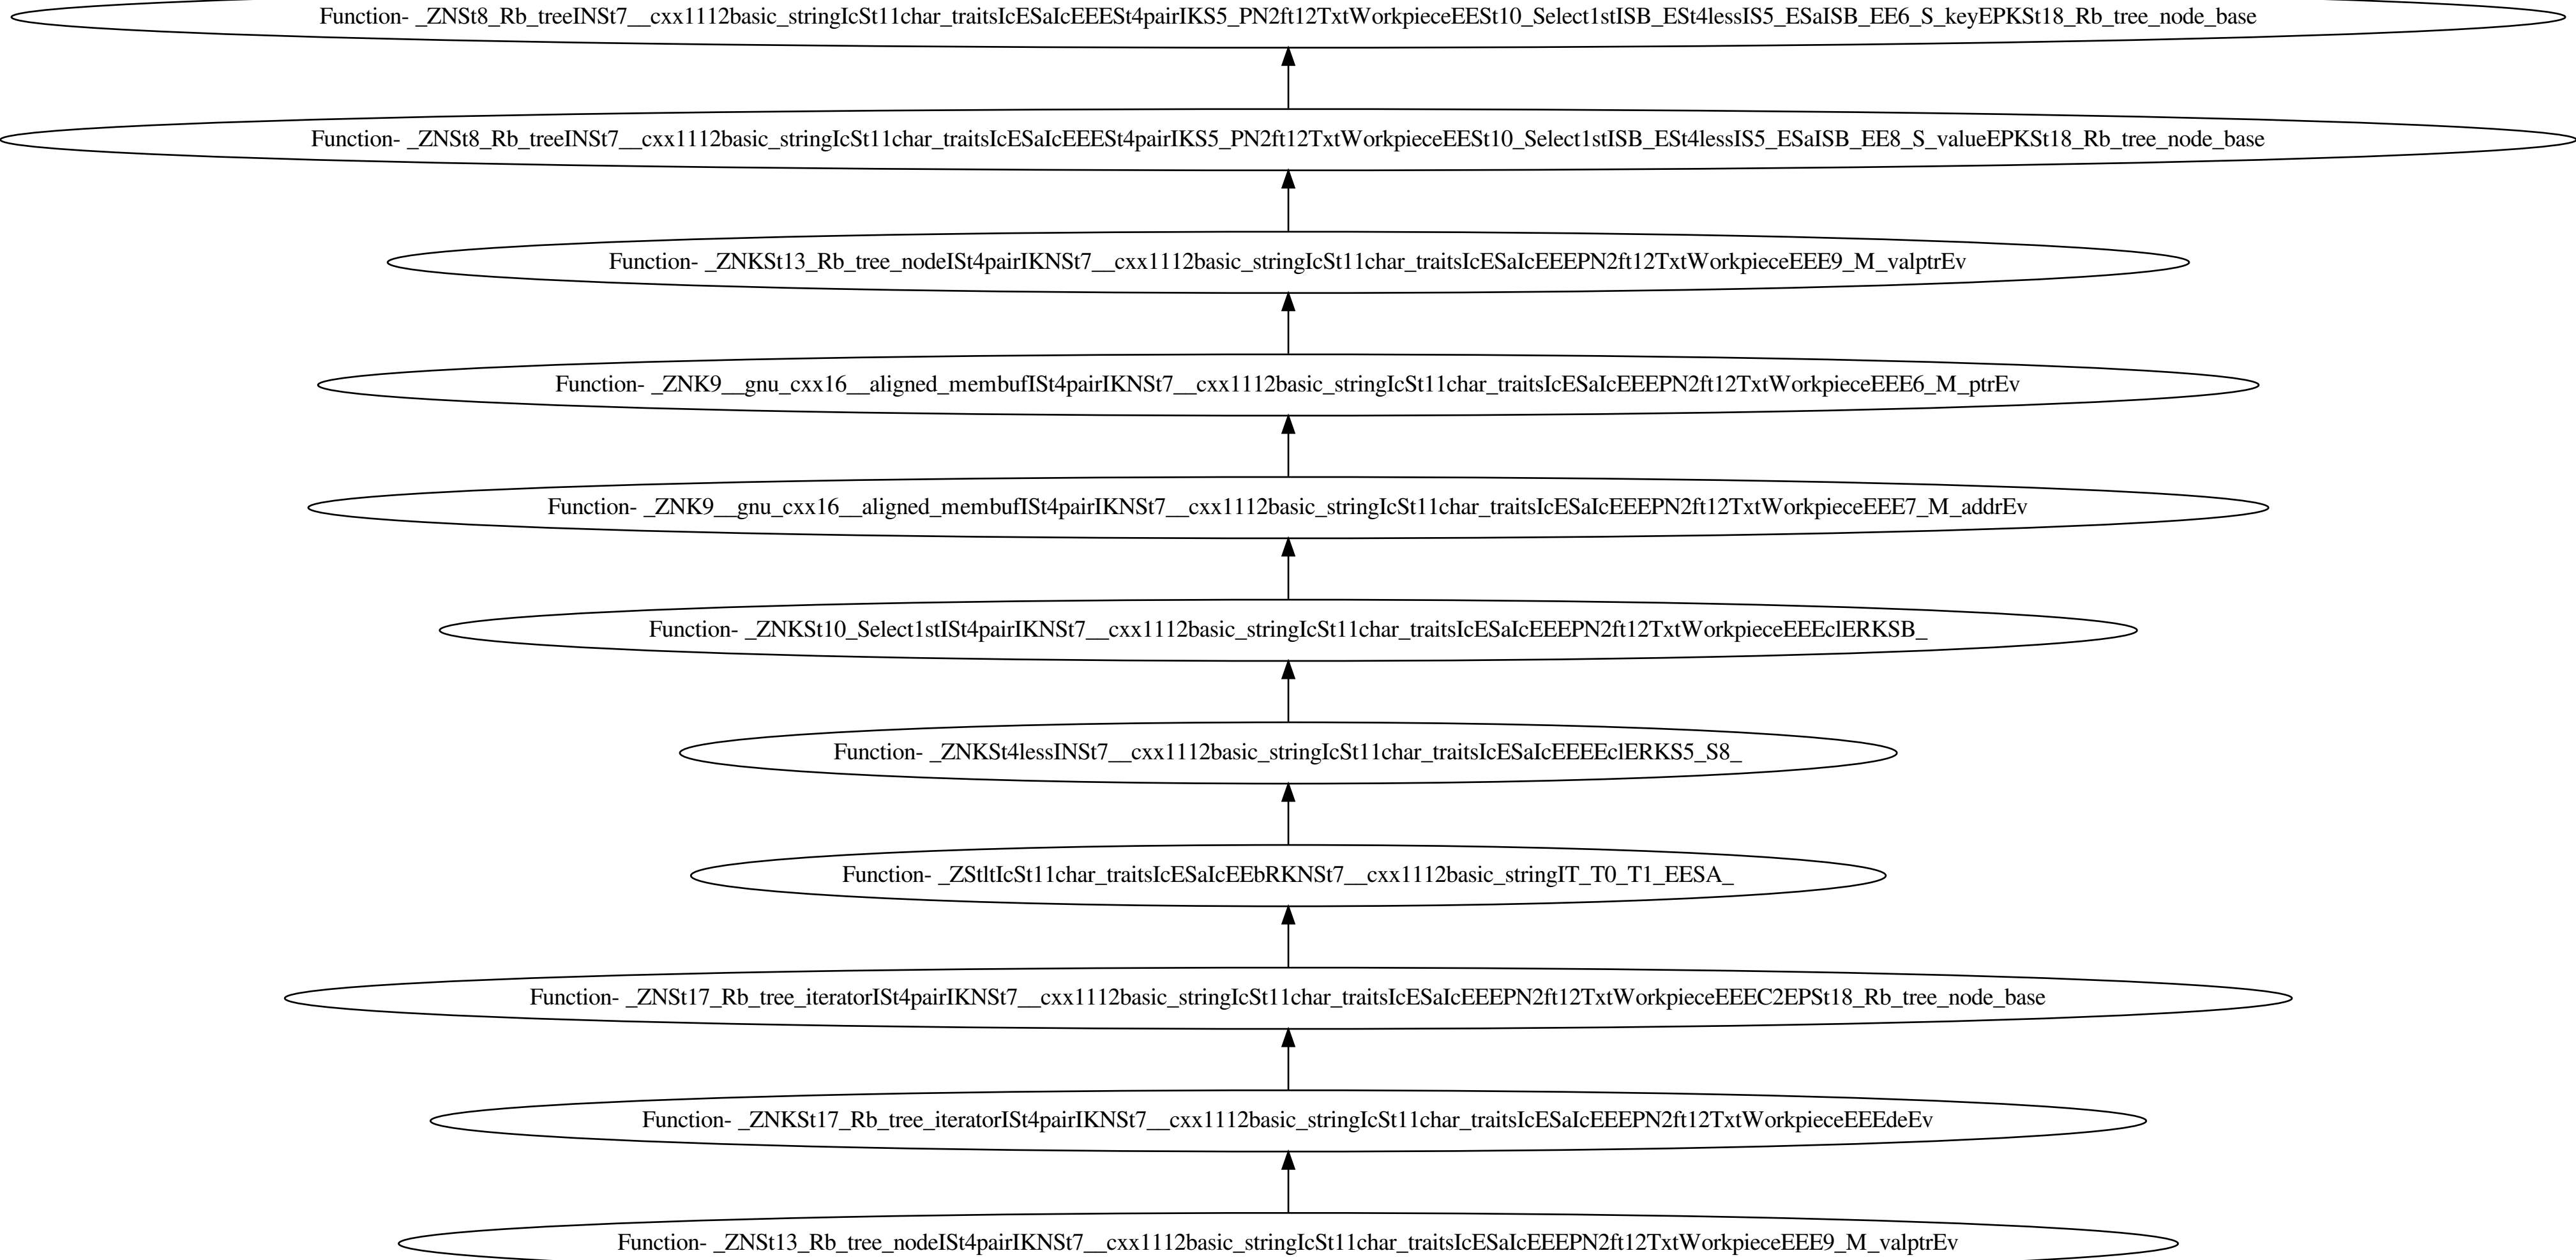 Function- _ZNSt8_Rb_treeINSt7__cxx1112basic_stringIcSt11char_traitsIcESaIcEEESt4pairIKS5_PN2ft12TxtWorkpieceEESt10_Select1stISB_ESt4lessIS5_ESaISB_EE6_S_keyEPKSt18_Rb_tree_node_base
Function- _ZNSt8_Rb_treeINSt7__cxx1112basic_stringIcSt11char_traitsIcESaIcEEESt4pairIKS5_PN2ft12TxtWorkpieceEESt10_Select1stISB_ESt4lessIS5_ESaISB_EE8_S_valueEPKSt18_Rb_tree_node_base
Function- _ZNKSt13_Rb_tree_nodeISt4pairIKNSt7__cxx1112basic_stringIcSt11char_traitsIcESaIcEEEPN2ft12TxtWorkpieceEEE9_M_valptrEv
Function- _ZNK9__gnu_cxx16__aligned_membufISt4pairIKNSt7__cxx1112basic_stringIcSt11char_traitsIcESaIcEEEPN2ft12TxtWorkpieceEEE6_M_ptrEv
Function- _ZNK9__gnu_cxx16__aligned_membufISt4pairIKNSt7__cxx1112basic_stringIcSt11char_traitsIcESaIcEEEPN2ft12TxtWorkpieceEEE7_M_addrEv
Function- _ZNKSt10_Select1stISt4pairIKNSt7__cxx1112basic_stringIcSt11char_traitsIcESaIcEEEPN2ft12TxtWorkpieceEEEclERKSB_
Function- _ZNKSt4lessINSt7__cxx1112basic_stringIcSt11char_traitsIcESaIcEEEEclERKS5_S8_
Function- _ZStltIcSt11char_traitsIcESaIcEEbRKNSt7__cxx1112basic_stringIT_T0_T1_EESA_
Function- _ZNSt17_Rb_tree_iteratorISt4pairIKNSt7__cxx1112basic_stringIcSt11char_traitsIcESaIcEEEPN2ft12TxtWorkpieceEEEC2EPSt18_Rb_tree_node_base
Function- _ZNKSt17_Rb_tree_iteratorISt4pairIKNSt7__cxx1112basic_stringIcSt11char_traitsIcESaIcEEEPN2ft12TxtWorkpieceEEEdeEv
Function- _ZNSt13_Rb_tree_nodeISt4pairIKNSt7__cxx1112basic_stringIcSt11char_traitsIcESaIcEEEPN2ft12TxtWorkpieceEEE9_M_valptrEv